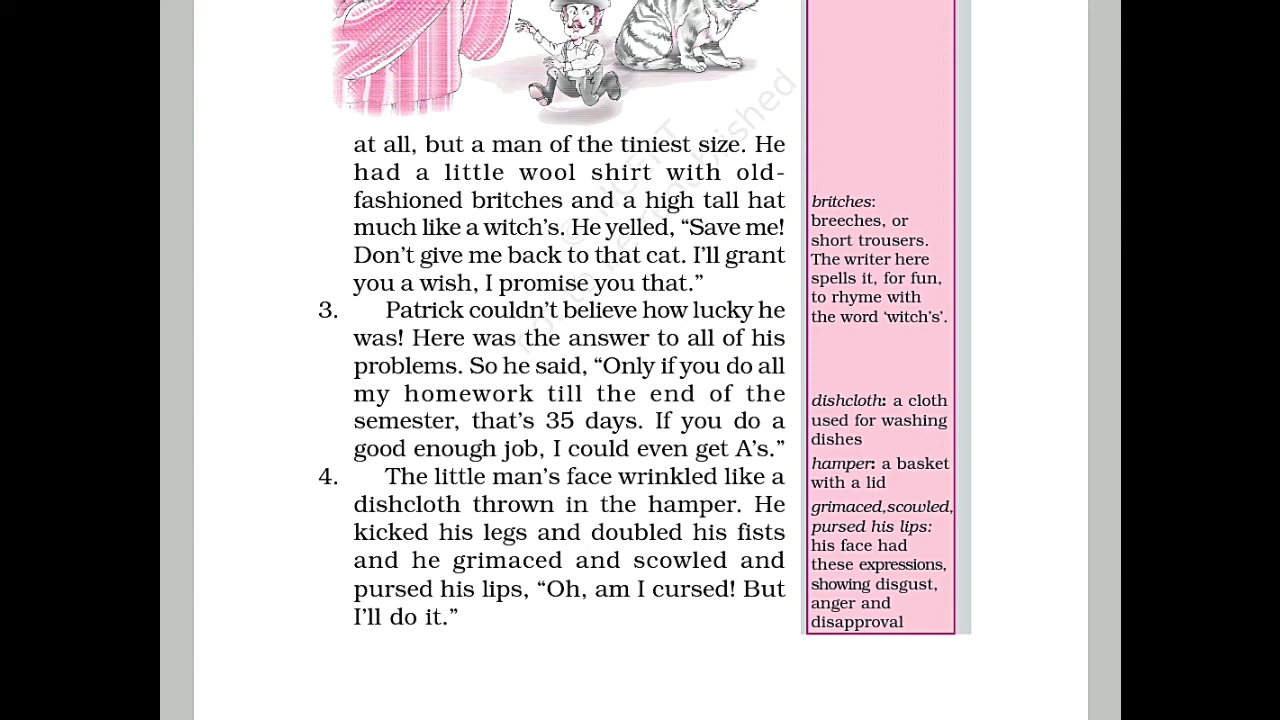 at all, but a man of the tiniest size. He
had a little wool shirt with old-
fashioned britches and a high tall hat
much like a witch's. He yelled, “Save me!
Don't give me back to that cat. I'll grant
you a wish, I promise you that.”
3. Patrick couldn't believe how lucky he
was! Here was the answer to all of his
problems. So he said, “Only if you do all
my homework till the end of the
semester, that's 35 days. If you do a
good enough job, I could even get A's.”
4. The little man's face wrinkled like a
dishcloth thrown in the hamper. He
kicked his legs and doubled his fists
and he grimaced and scowled and
pursed his lips, “Oh, am I cursed! But
I'll do it.”
britches:
breeches, or
short trousers.
The writer here
spells it, for fun,
to rhyme with
the word ‘witch's’.
dishcloth: a cloth
used for washing
dishes
hamper: a basket
with a lid
grimaced,scowled,
pursed his lips:
his face had
these expressions,
showing disgust,
anger and
disapproval